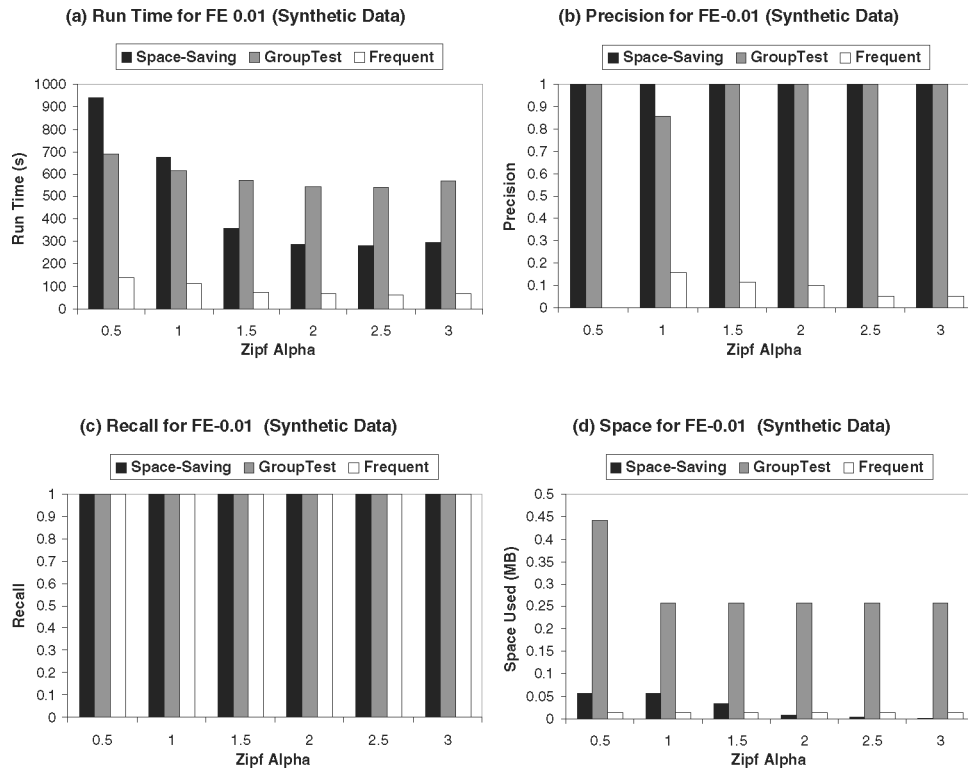 (a) Run Time for FE 0.01 (Synthetic Data)
Space-Saving GroupTest Frequent
1000
900
800
700
600
500
400
300
200
100
0
Run Time (s)
0.5 1 1.5 2 2.5 3
Zipf Alpha
(b) Precision for FE-0.01 (Synthetic Data)
Space-Saving GroupTest Frequent
1
0.9
0.8
0.7
0.6
0.5
0.4
0.3
0.2
0.1
0
Precision
0.5 1 1.5 2 2.5 3
Zipf Alpha
(c) Recall for FE-0.01 (Synthetic Data)
Space-Saving GroupTest Frequent
1
0.9
0.8
0.7
0.6
0.5
0.4
0.3
0.2
0.1
0
Recall
0.5 1 1.5 2 2.5 3
Zipf Alpha
(d) Space for FE-0.01 (Synthetic Data)
Space-Saving GroupTest Frequent
0.5
0.45
0.4
0.35
0.3
0.25
0.2
0.15
0.1
0.05
0
Space Used (MB)
0.5 1 1.5 2 2.5 3
Zipf Alpha